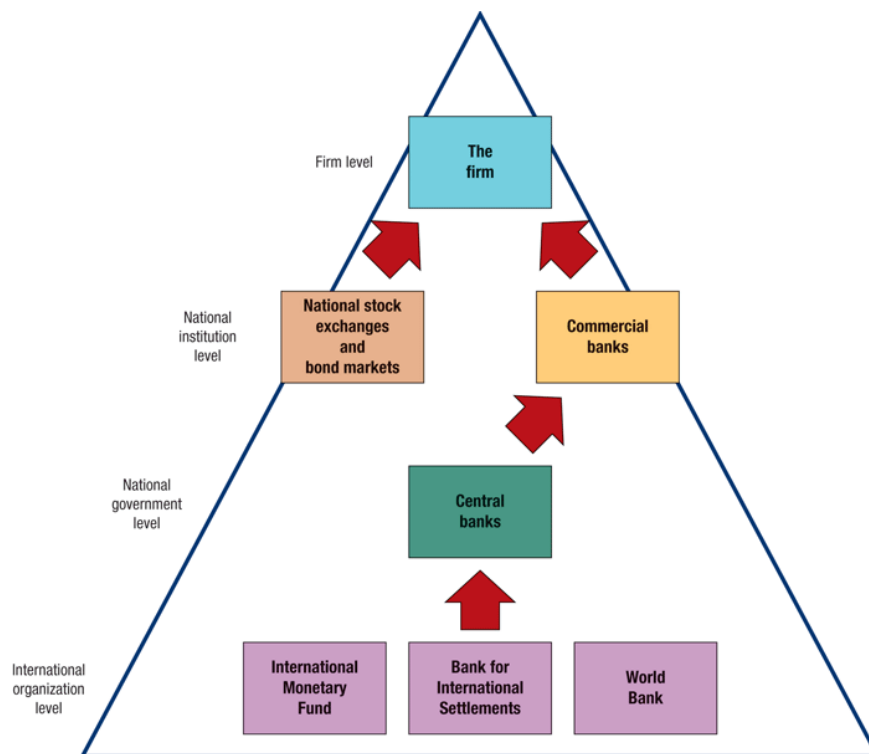 Firm level
The
firm
National
institution
level
National stock
exchanges
and
bond markets
Commercial
banks
National
government
level
Central
banks
International
organization
level
International
Monetary
Fund
Bank for
International
Settlements
World
Bank